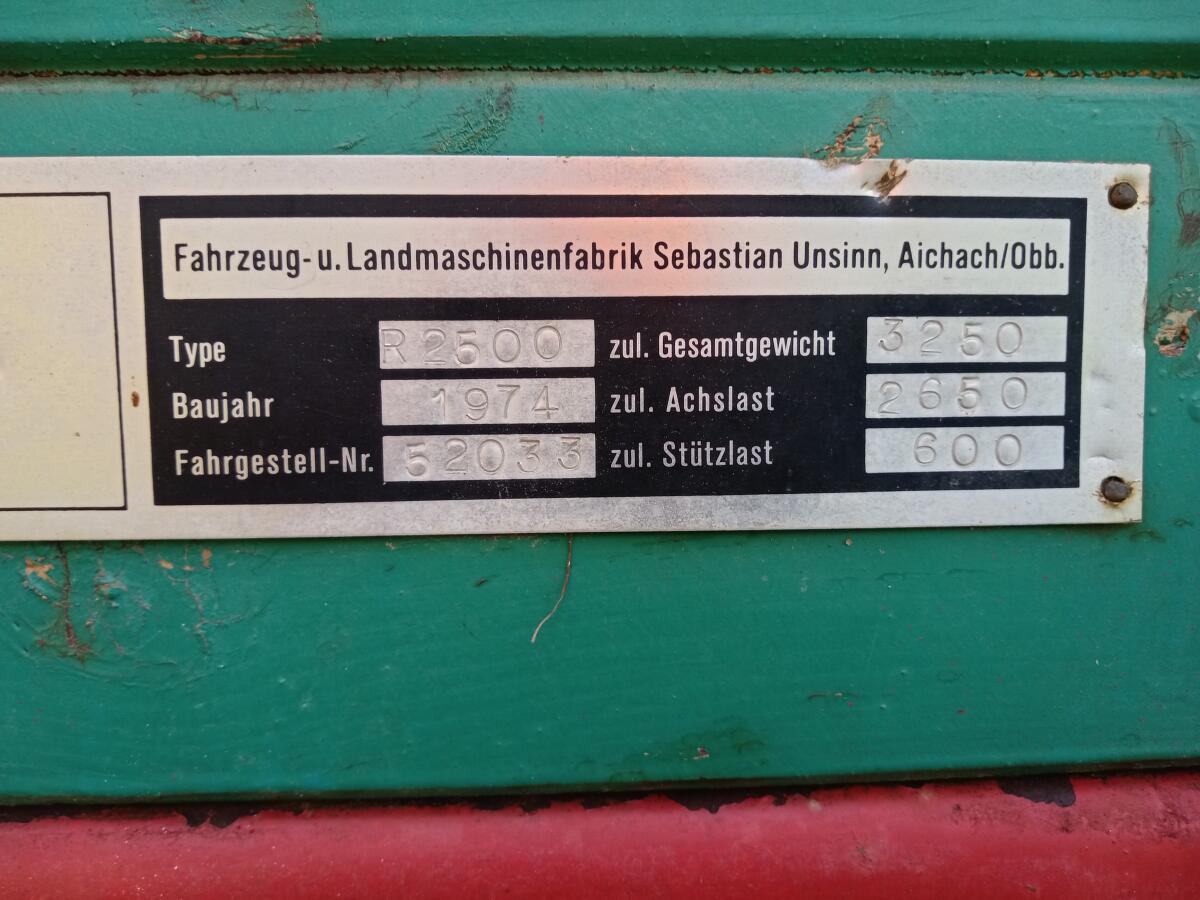 Fahrzeug- u. Landmaschinenfabrik Sebastian Unsinn, Aichach/Obb.
Type R2500 zul. Gesamtgewicht 3250
Baujahr 1974 zul. Achslast 2650
Fahrgestell-Nr. 52033 zul. Stützlast 600